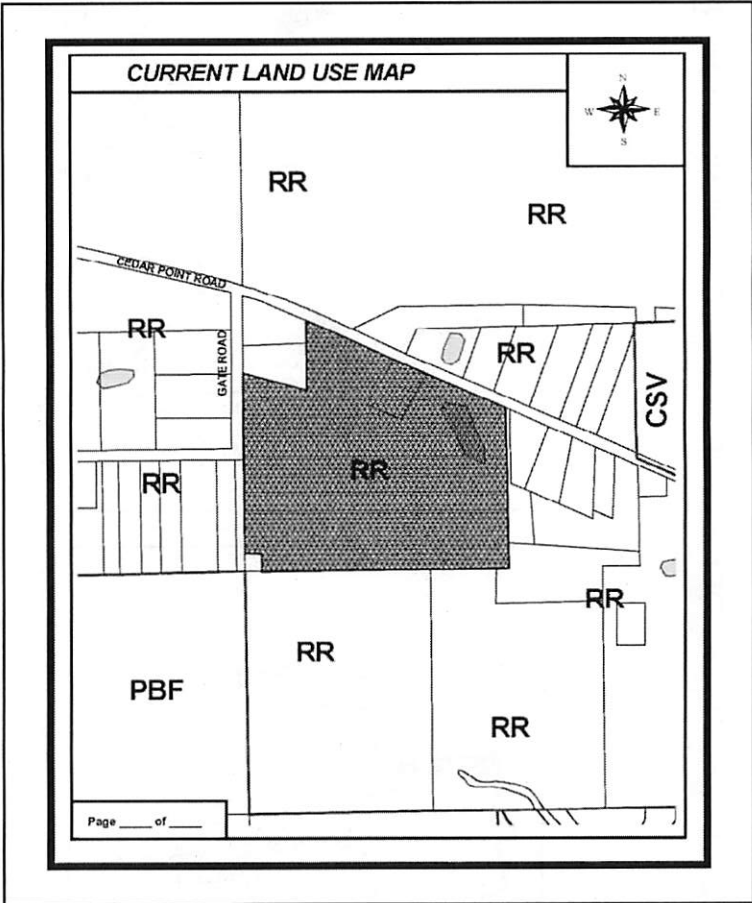 CURRENT LAND USE MAP
N
W E
S
RR
RR
CEDAR POINT ROAD
RR
GATE ROAD
RR
CSV
RR
RR
RR
RR
PBF
RR
Page ____ of ____